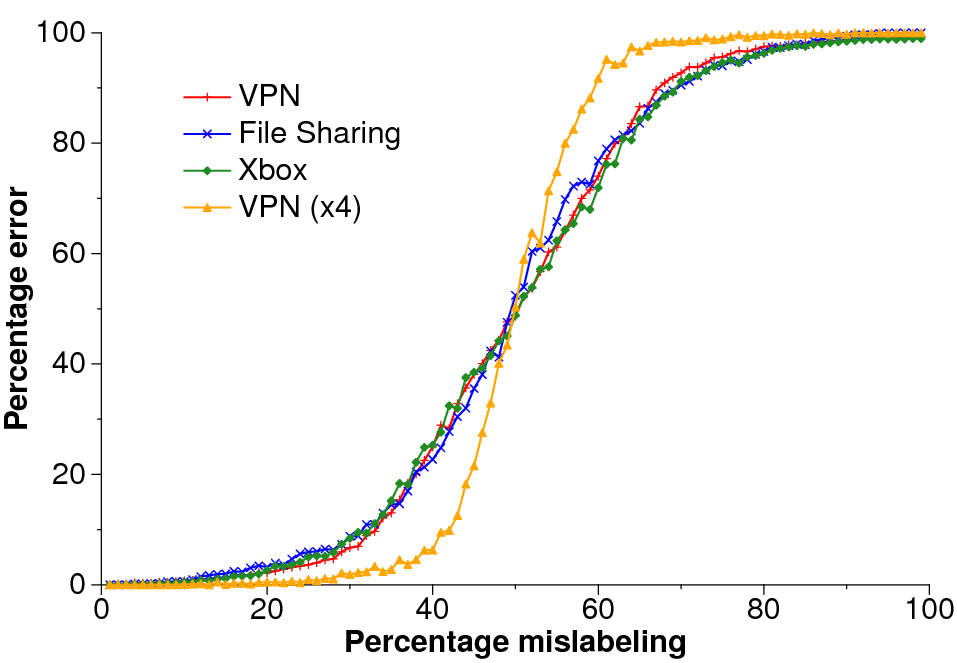 100
80
60
40
20
0
Percentage error
VPN
File Sharing
Xbox
VPN (x4)
0 20 40 60 80 100
Percentage mislabeling